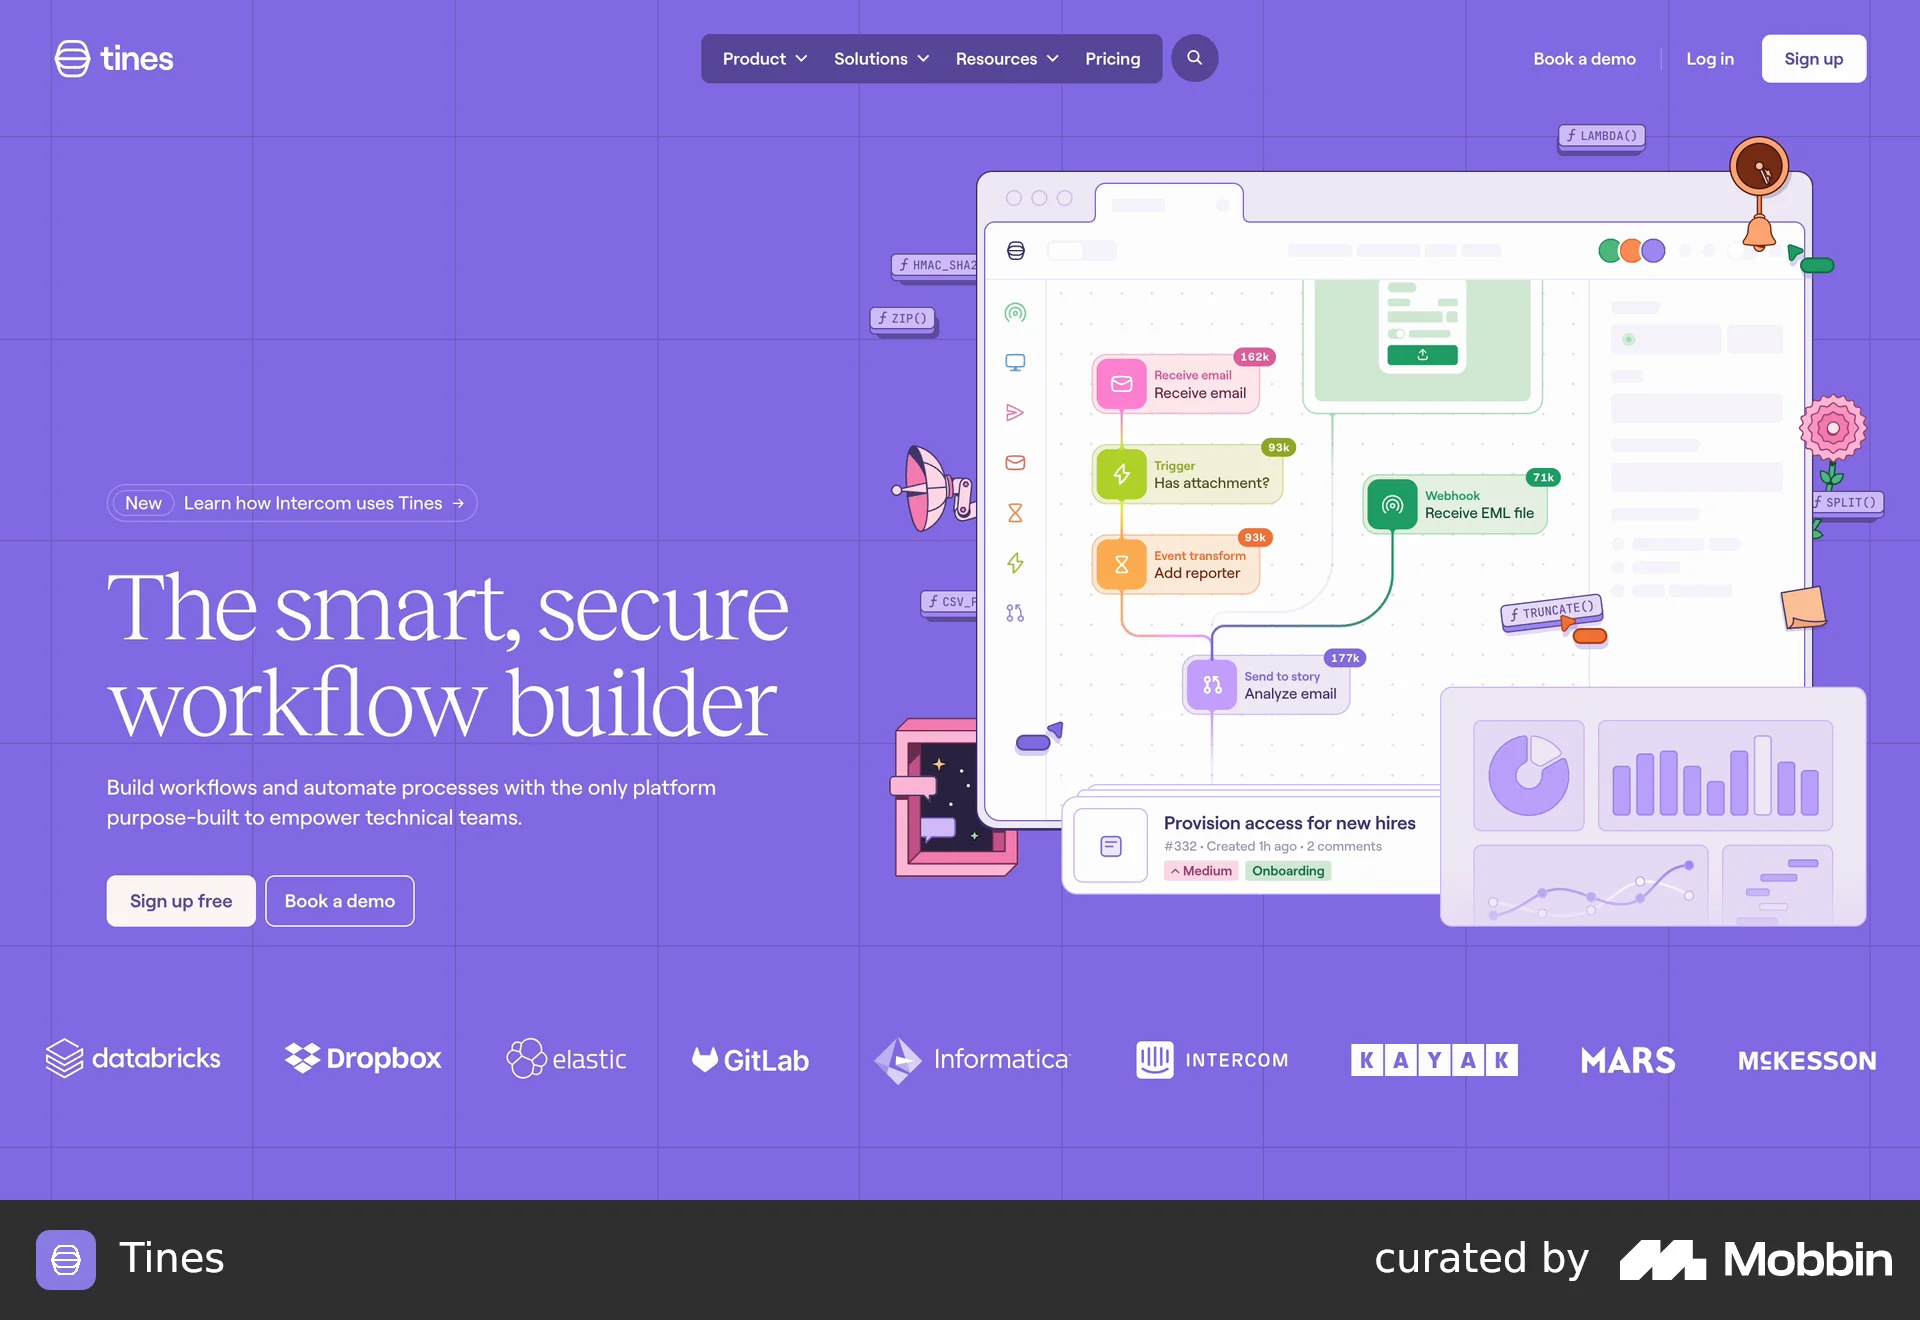 tines
Product
Solutions
Resources
Pricing
Book a demo
Log in
Sign up
ƒ LAMBDA()
ƒ HMAC_SHA2
ƒ ZIP()
162k
Receive email
Receive email
93k
Trigger
Has attachment?
71k
Webhook
Receive EML file
ƒ SPLIT()
New
Learn how Intercom uses Tines →
93k
Event transform
Add reporter
ƒ CSV_
ƒ TRUNCATE()
The smart, secure
workflow builder
177k
Send to story
Analyze email
Build workflows and automate processes with the only platform
purpose-built to empower technical teams.
Provision access for new hires
#332 • Created 1h ago • 2 comments
Medium
Onboarding
Sign up free
Book a demo
databricks
Dropbox
elastic
GitLab
Informatica
INTERCOM
KAYAK
MARS
McKESSON
Tines
curated by Mobbin